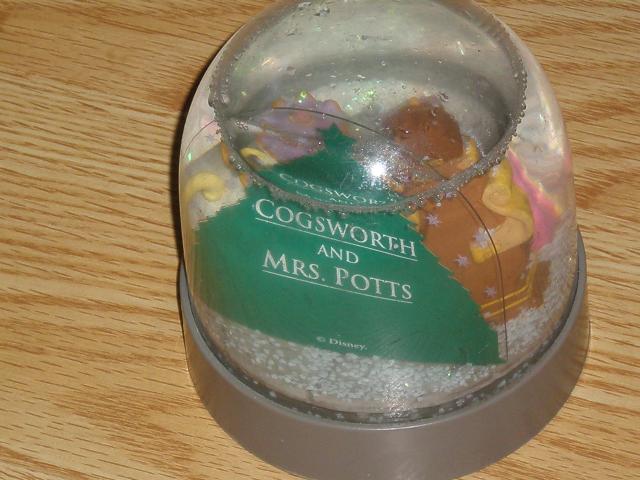 COGSWORTH
AND
MRS. POTTS
© Disney.